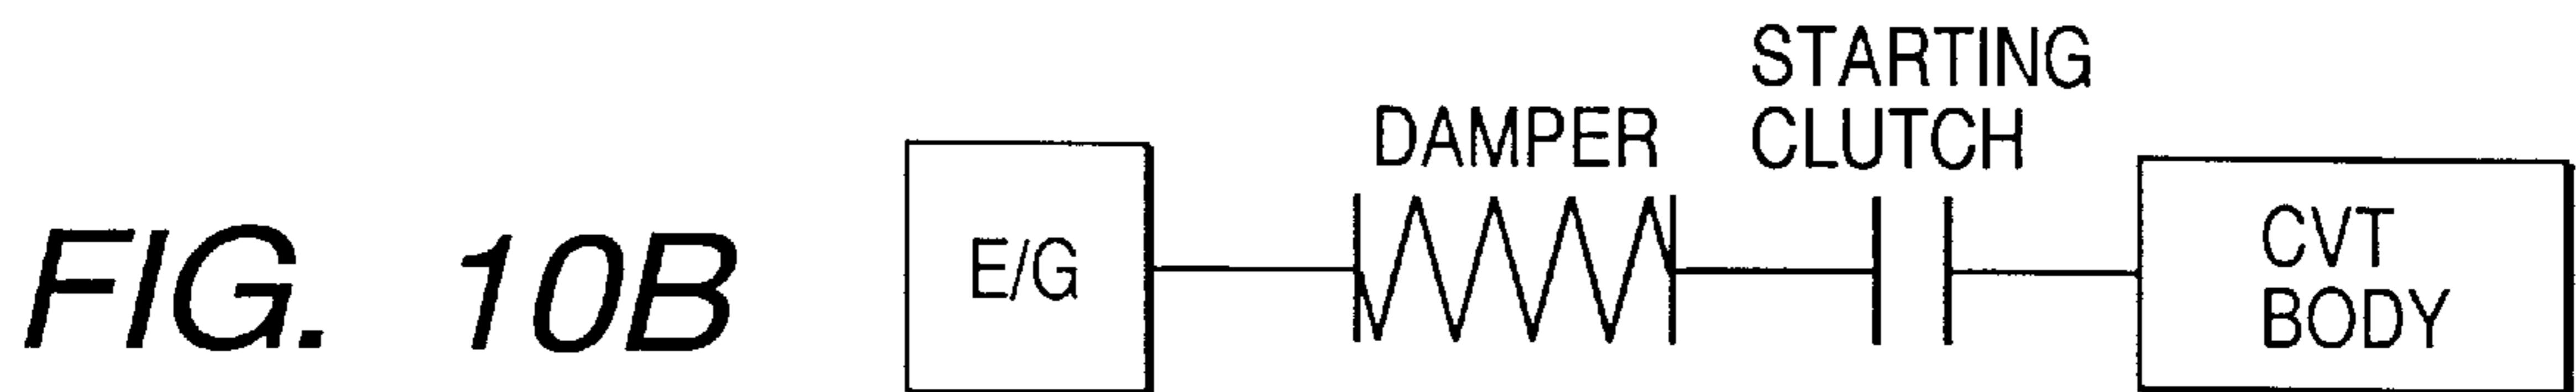 FIG. 10B
E/G
DAMPER
STARTING
CLUTCH
CVT
BODY